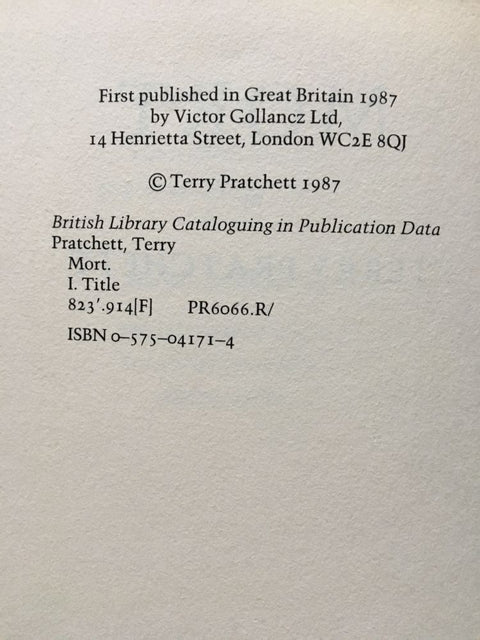 First published in Great Britain 1987
by Victor Gollancz Ltd,
14 Henrietta Street, London WC2E 8QJ
© Terry Pratchett 1987
British Library Cataloguing in Publication Data
Pratchett, Terry
Mort.
I. Title
823′.914[F] PR6066.R/
ISBN 0–575–04171–4